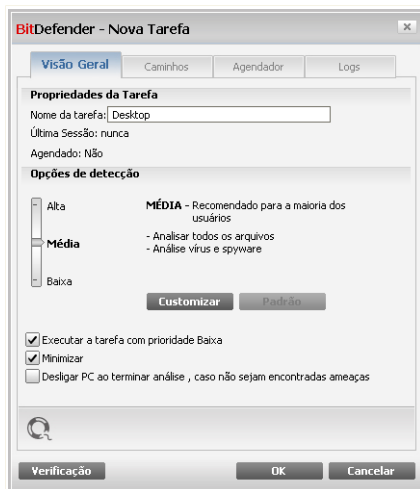 BitDefender - Nova Tarefa
Visão Geral Caminhos Agendador Logs
Propriedades da Tarefa
Nome da tarefa: Desktop
Última Sessão: nunca
Agendado: Não
Opções de detecção
Alta
MÉDIA - Recomendado para a maioria dos
usuários
Média
- Analisar todos os arquivos
- Análise vírus e spyware
Baixa
Customizar Padrão
Executar a tarefa com prioridade Baixa
Minimizar
Desligar PC ao terminar análise , caso não sejam encontradas ameaças
Verificação OK Cancelar